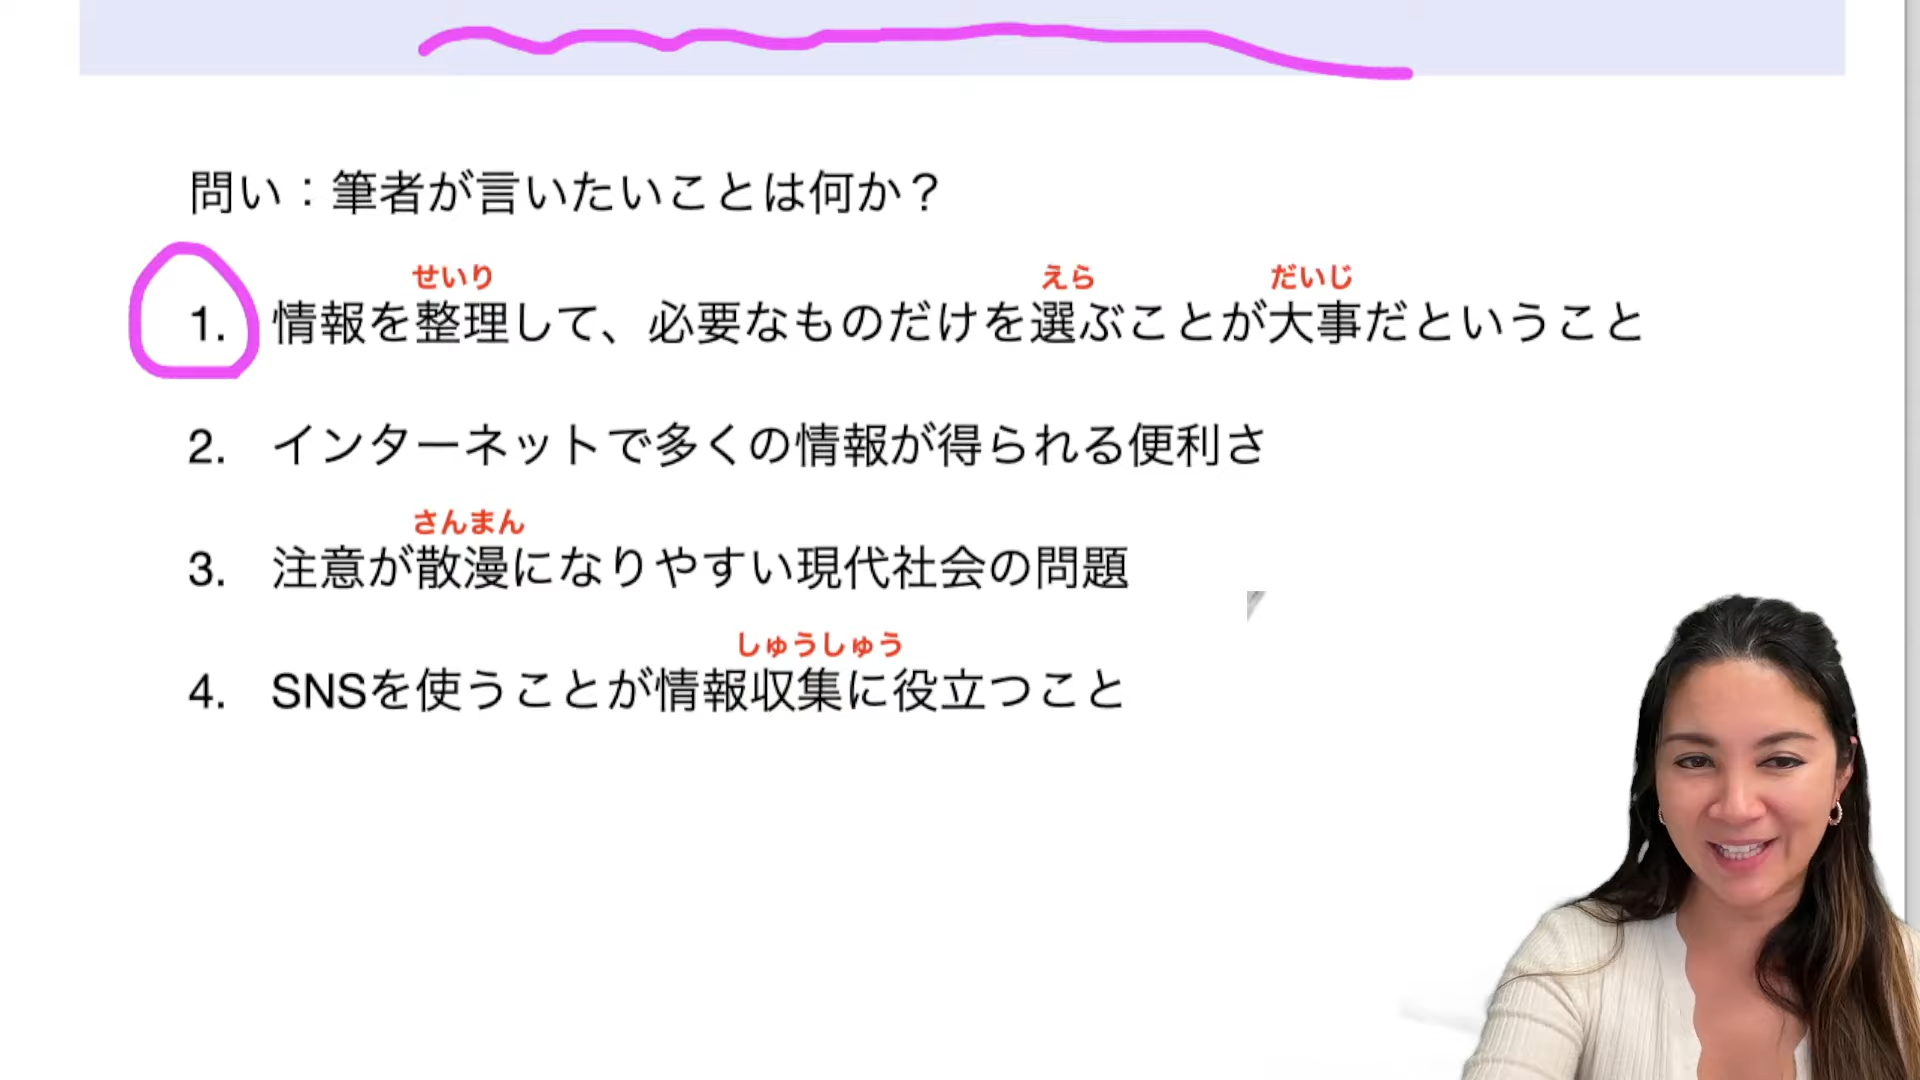 問い：筆者が言いたいことは何か？
せいり えら だいじ
1. 情報を整理して、必要なものだけを選ぶことが大事だということ
2. インターネットで多くの情報が得られる便利さ
さんまん
3. 注意が散漫になりやすい現代社会の問題
しゅうしゅう
4. SNSを使うことが情報収集に役立つこと